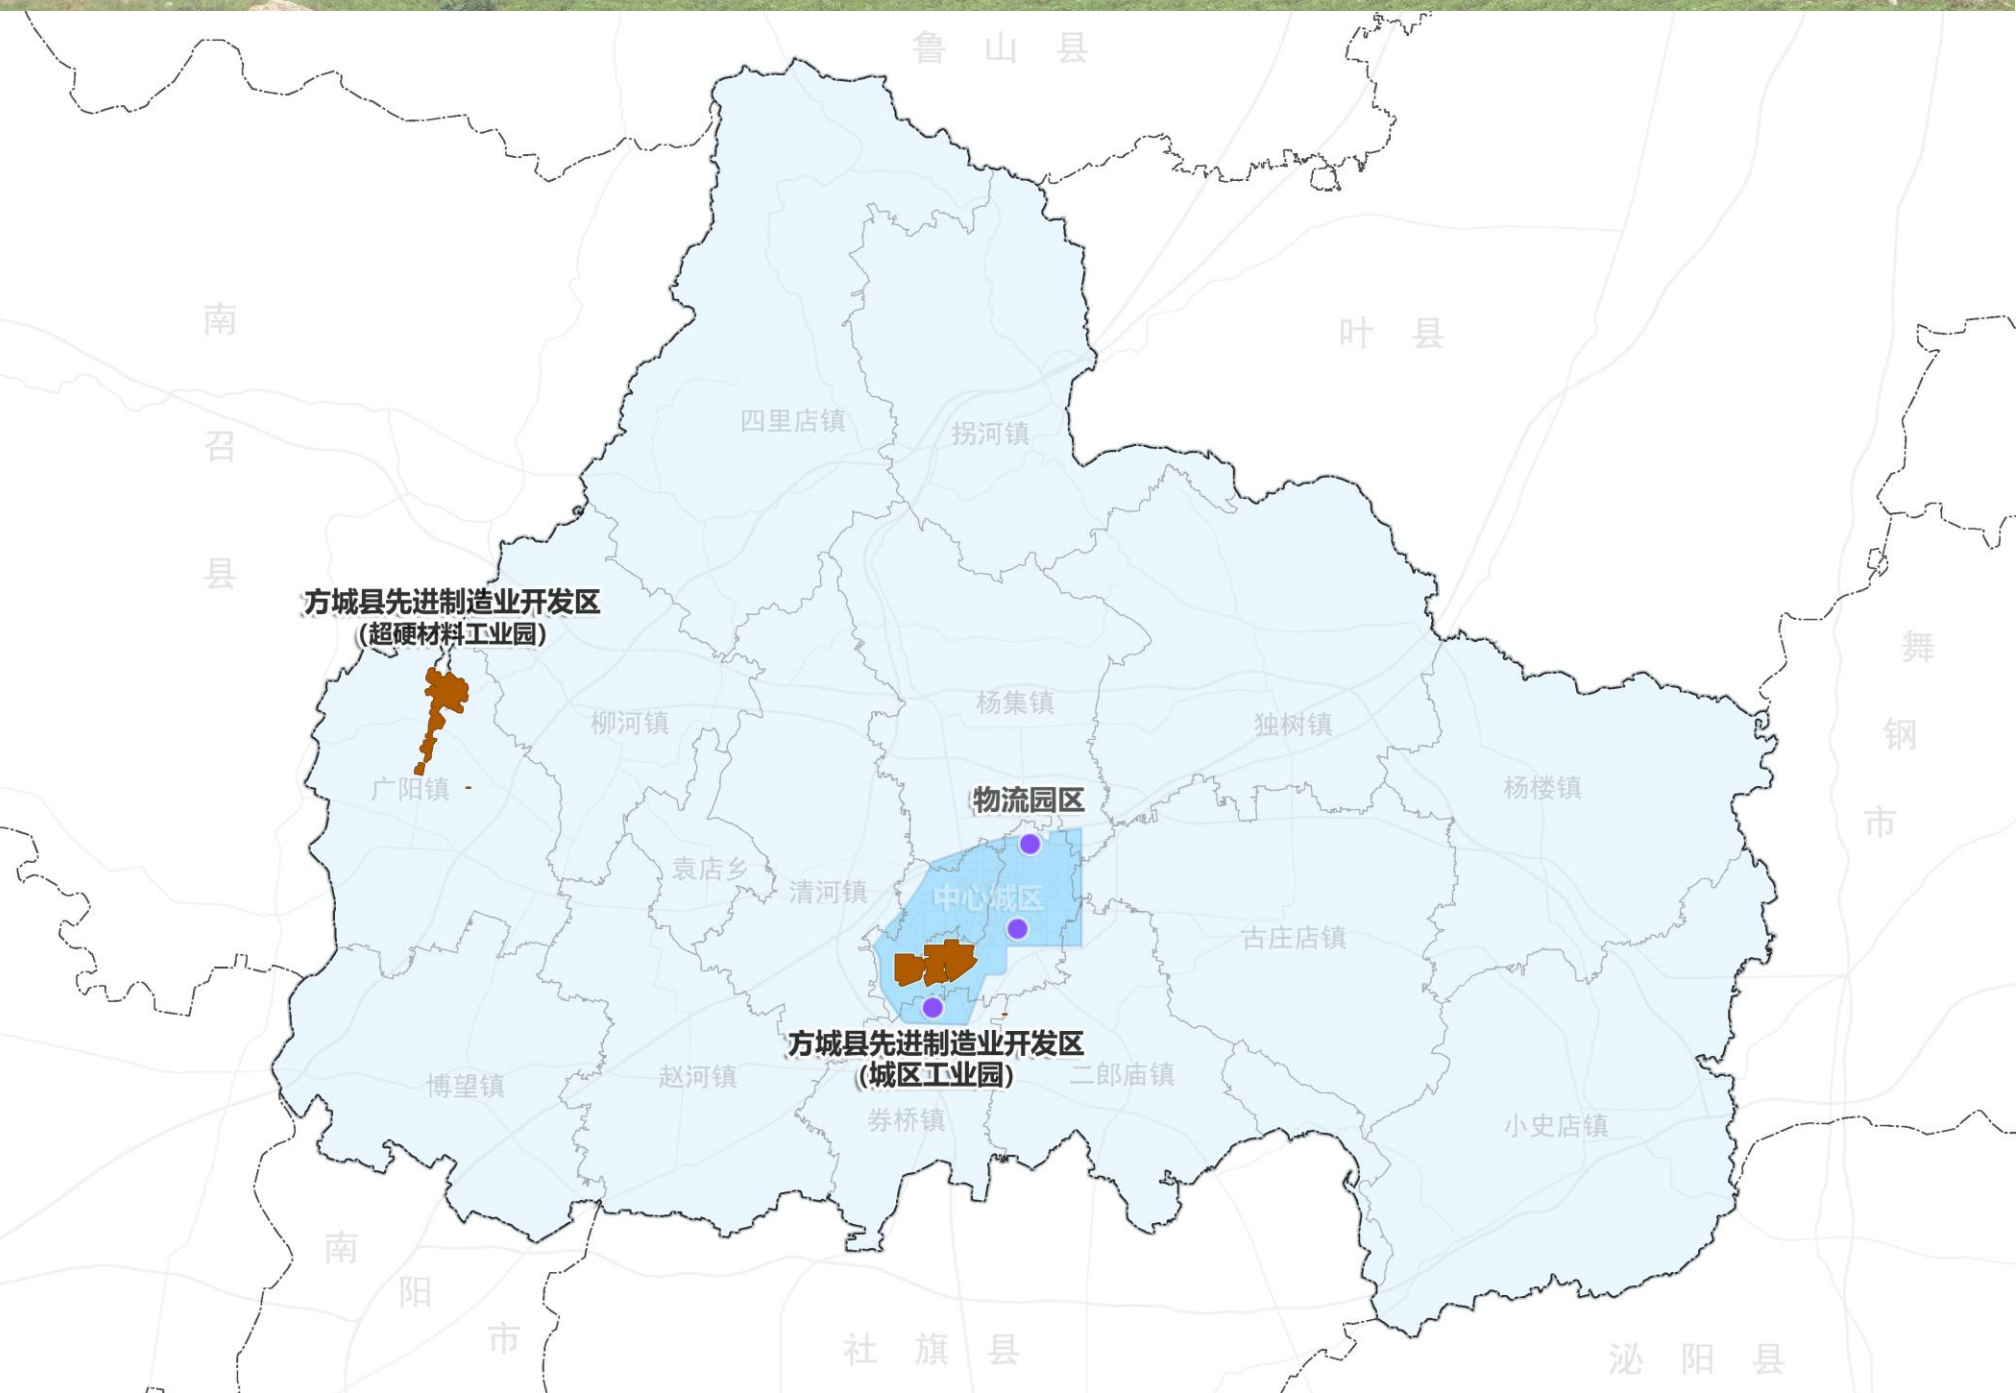 鲁山县
南召县
叶县
四里店镇
拐河镇
方城县先进制造业开发区
(超硬材料工业园)
舞钢市
柳河镇
杨集镇
独树镇
广阳镇
杨楼镇
物流园区
袁店乡
清河镇
中心城区
古庄店镇
方城县先进制造业开发区
(城区工业园)
博望镇
赵河镇
二郎庙镇
券桥镇
小史店镇
南阳市
社旗县
泌阳县